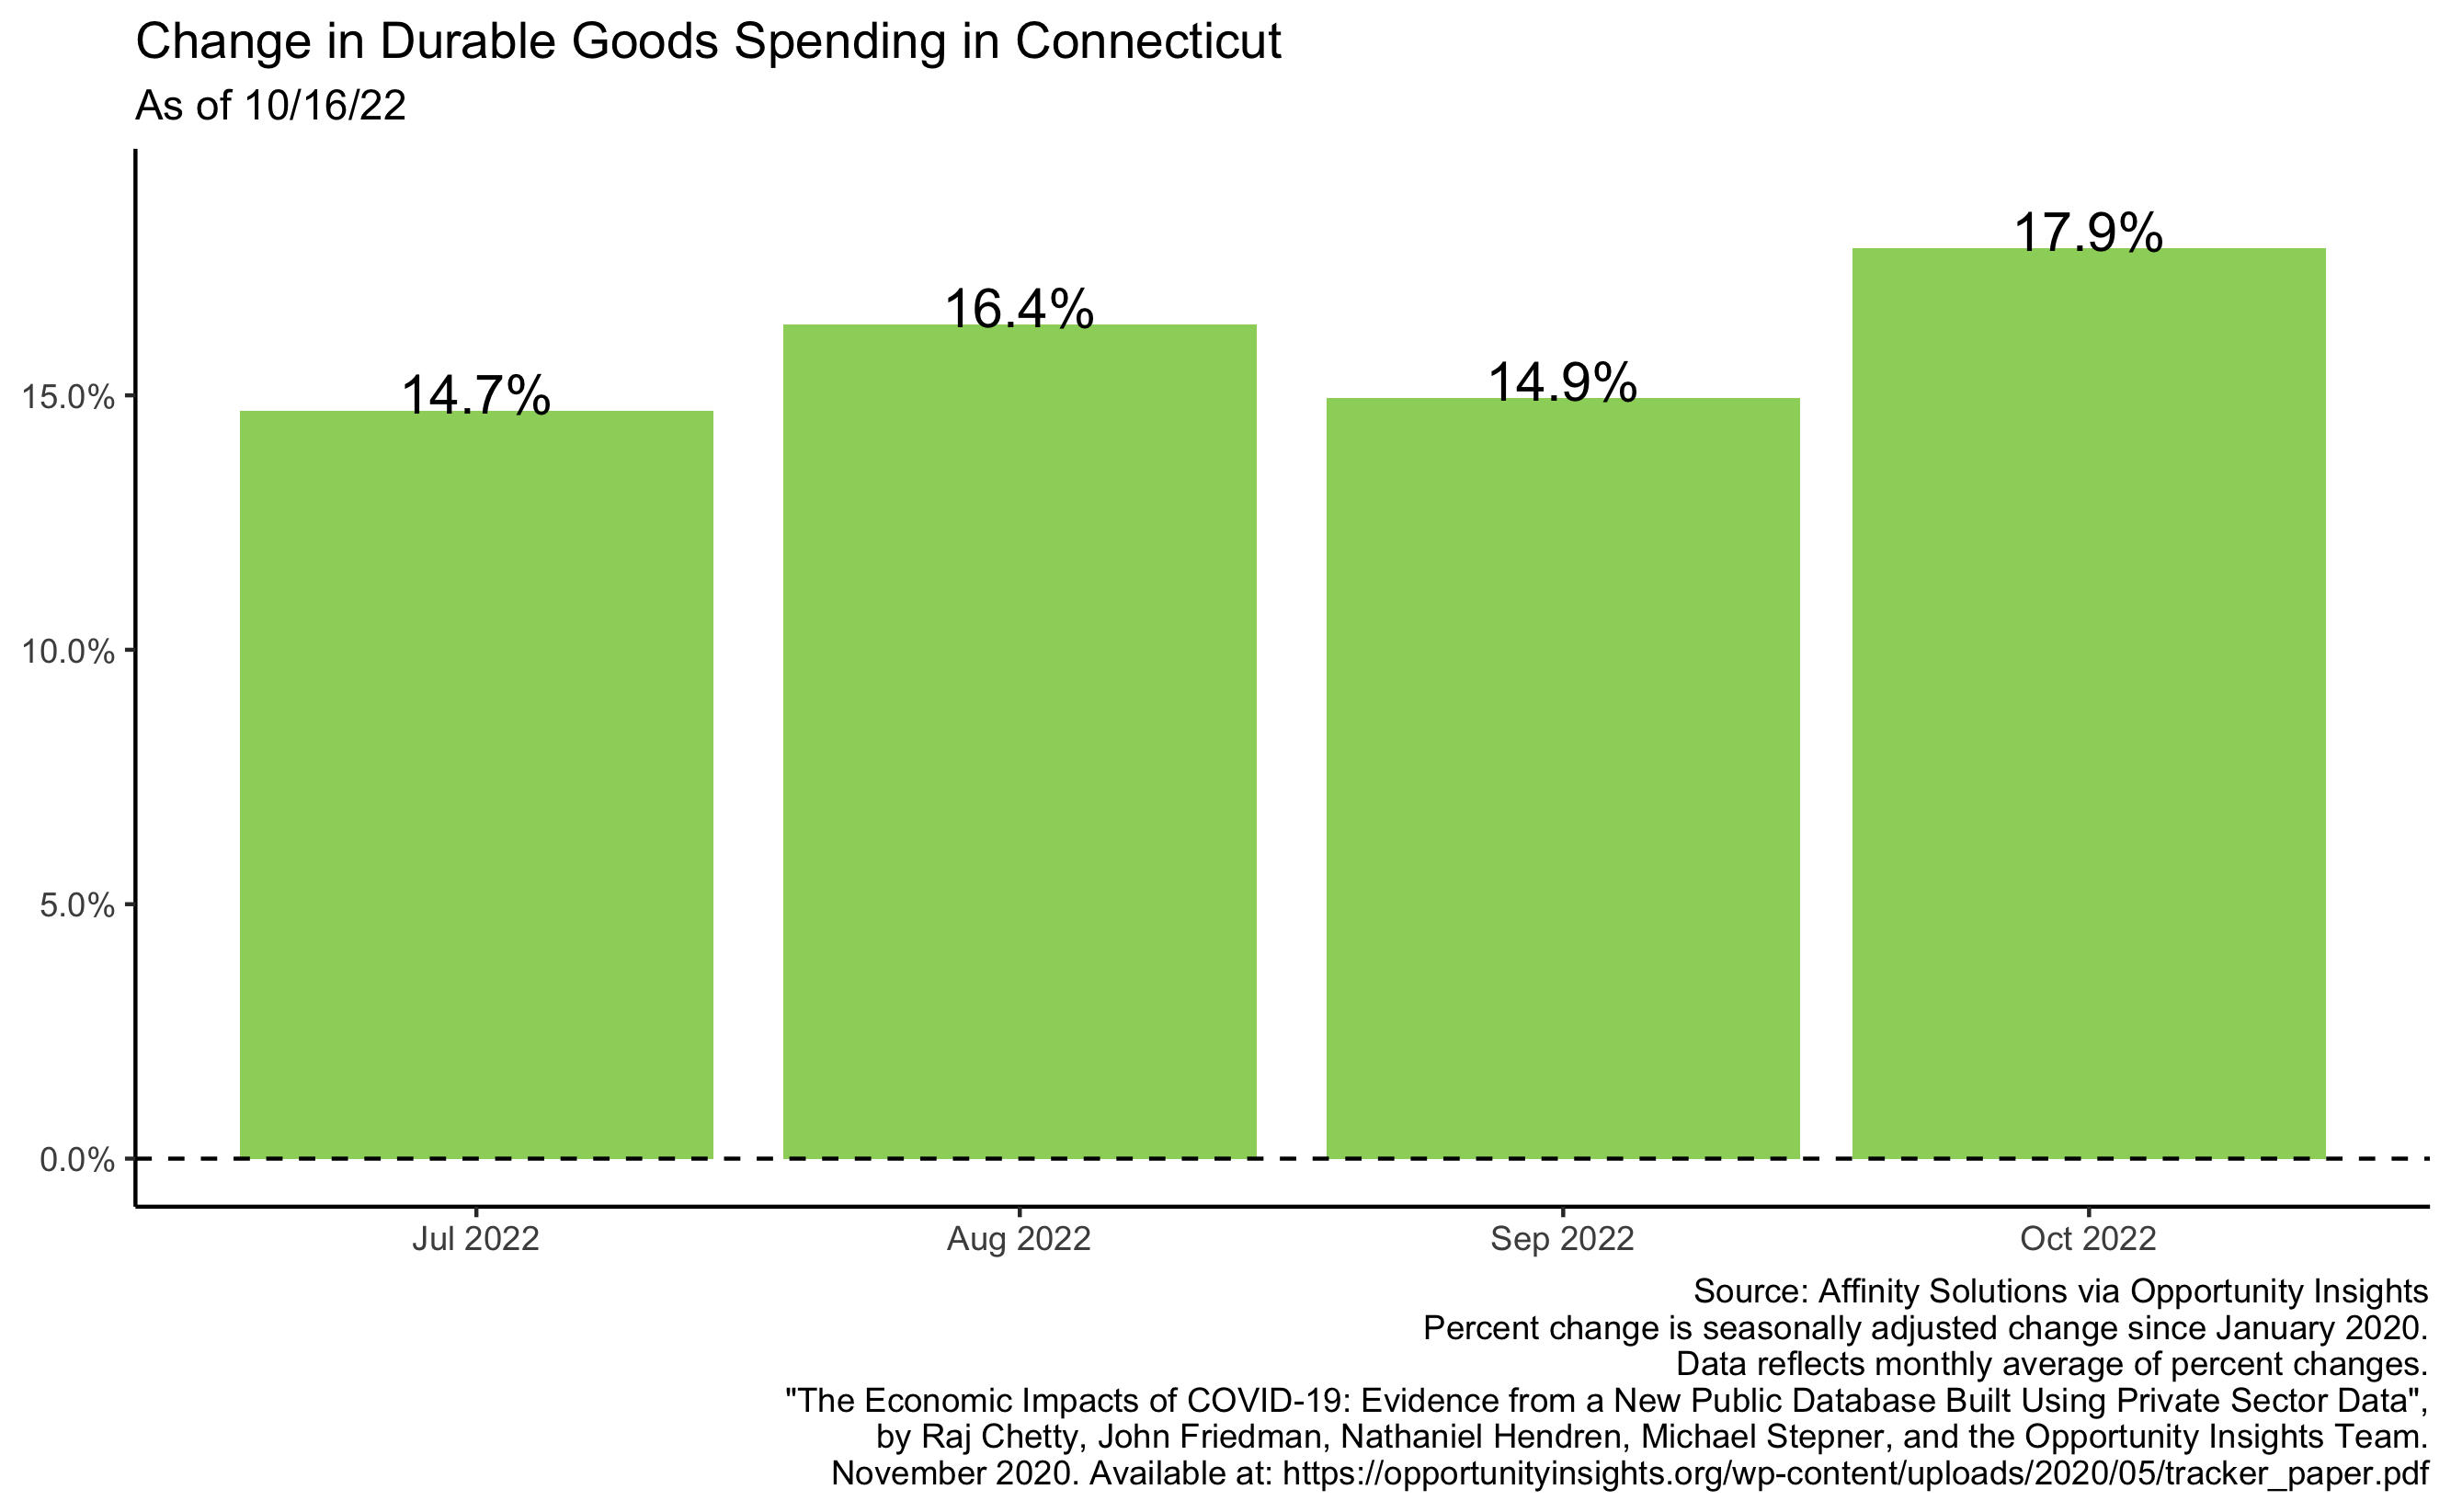 Change in Durable Goods Spending in Connecticut
As of 10/16/22
17.9%
16.4%
14.9%
14.7%
15.0%
10.0%
5.0%
0.0%
Jul 2022
Aug 2022
Sep 2022
Oct 2022
Source: Affinity Solutions via Opportunity Insights
Percent change is seasonally adjusted change since January 2020.
Data reflects monthly average of percent changes.
"The Economic Impacts of COVID-19: Evidence from a New Public Database Built Using Private Sector Data",
by Raj Chetty, John Friedman, Nathaniel Hendren, Michael Stepner, and the Opportunity Insights Team.
November 2020. Available at: https://opportunityinsights.org/wp-content/uploads/2020/05/tracker_paper.pdf